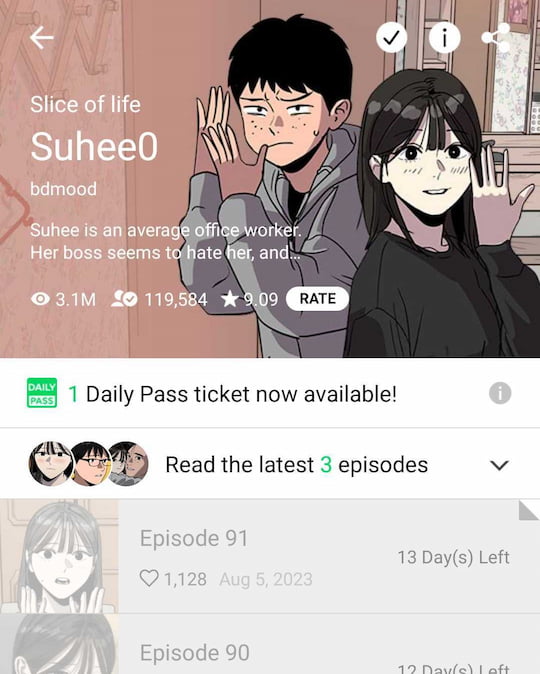 Slice of life
Suhee0
bdmood
Suhee is an average office worker.
Her boss seems to hate her, and...
3.1M 119,584 9.09 RATE
DAILY PASS 1 Daily Pass ticket now available!
Read the latest 3 episodes
Episode 91
13 Day(s) Left
1,128 Aug 5, 2023
Episode 90
12 Day(s) Left